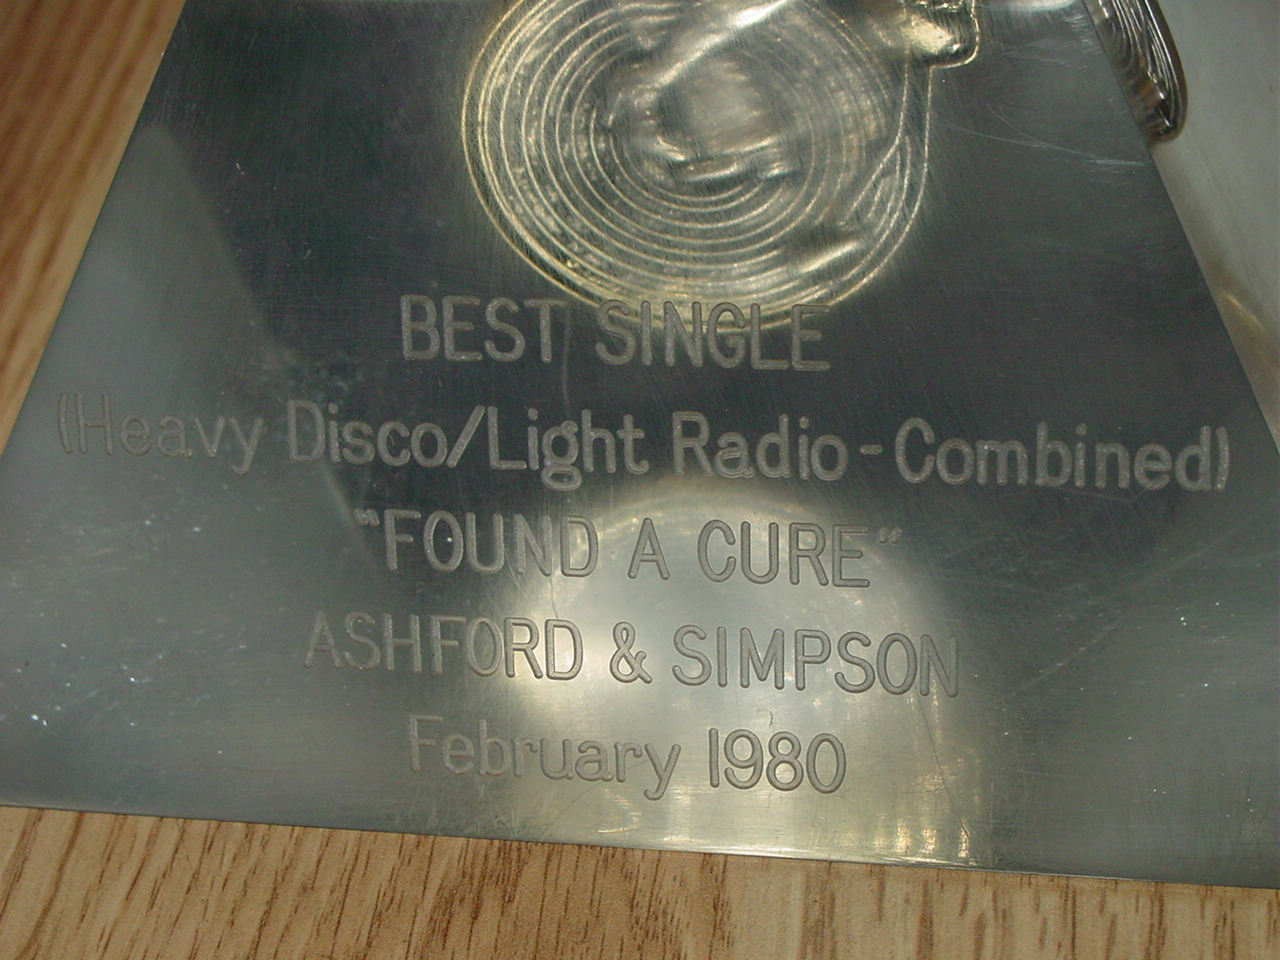 BEST SINGLE
(Heavy Disco/Light Radio-Combined)
"FOUND A CURE"
ASHFORD & SIMPSON
February 1980